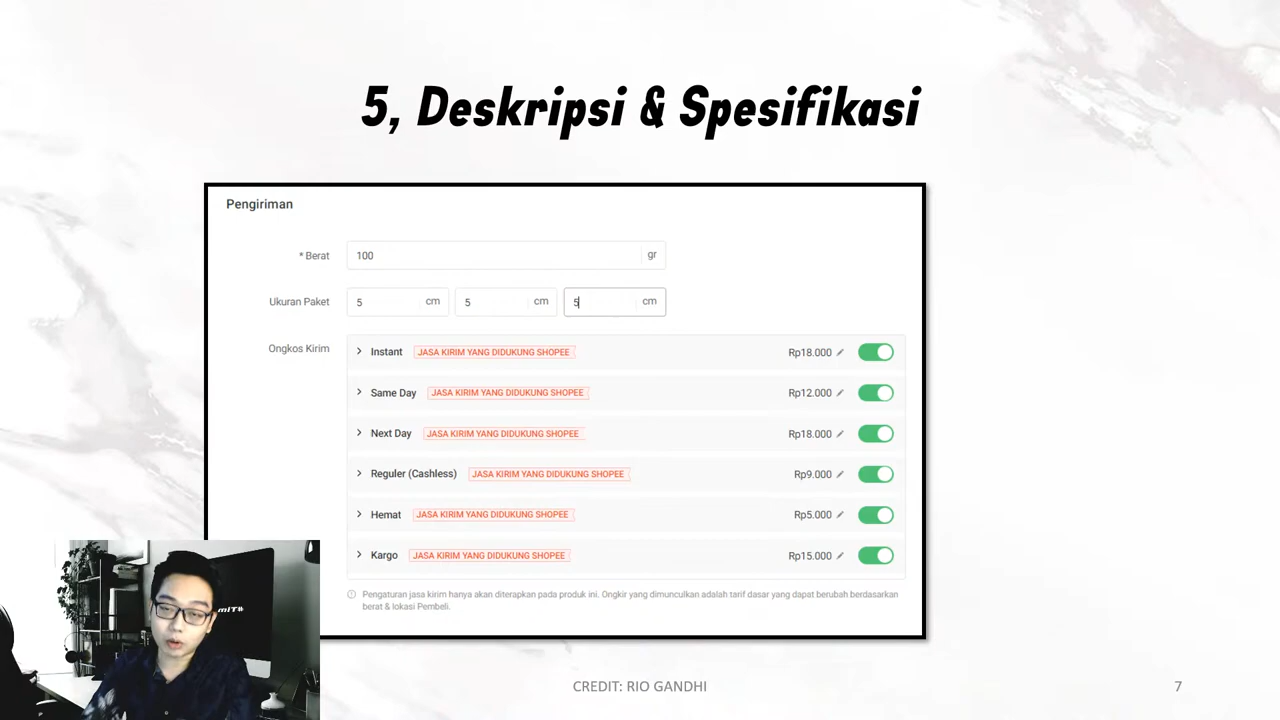 5, Deskripsi & Spesifikasi
Pengiriman
* Berat 100 gr
Ukuran Paket 5 cm 5 cm 5 cm
Ongkos Kirim
Instant JASA KIRIM YANG DIDUKUNG SHOPEE Rp18.000
Same Day JASA KIRIM YANG DIDUKUNG SHOPEE Rp12.000
Next Day JASA KIRIM YANG DIDUKUNG SHOPEE Rp18.000
Reguler (Cashless) JASA KIRIM YANG DIDUKUNG SHOPEE Rp9.000
Hemat JASA KIRIM YANG DIDUKUNG SHOPEE Rp5.000
Kargo JASA KIRIM YANG DIDUKUNG SHOPEE Rp15.000
Pengaturan jasa kirim hanya akan diterapkan pada produk ini. Ongkir yang dimunculkan adalah tarif dasar yang dapat berubah berdasarkan
berat & lokasi Pembeli.
CREDIT: RIO GANDHI
7